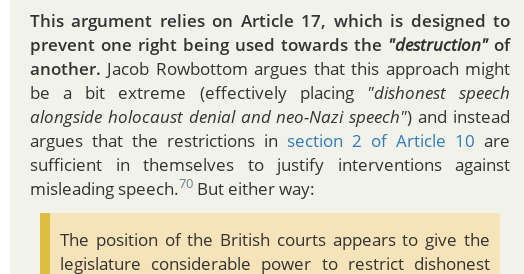 This argument relies on Article 17, which is designed to
prevent one right being used towards the "destruction" of
another. Jacob Rowbottom argues that this approach might
be a bit extreme (effectively placing "dishonest speech
alongside holocaust denial and neo-Nazi speech") and instead
argues that the restrictions in section 2 of Article 10 are
sufficient in themselves to justify interventions against
misleading speech.70 But either way:
The position of the British courts appears to give the
legislature considerable power to restrict dishonest